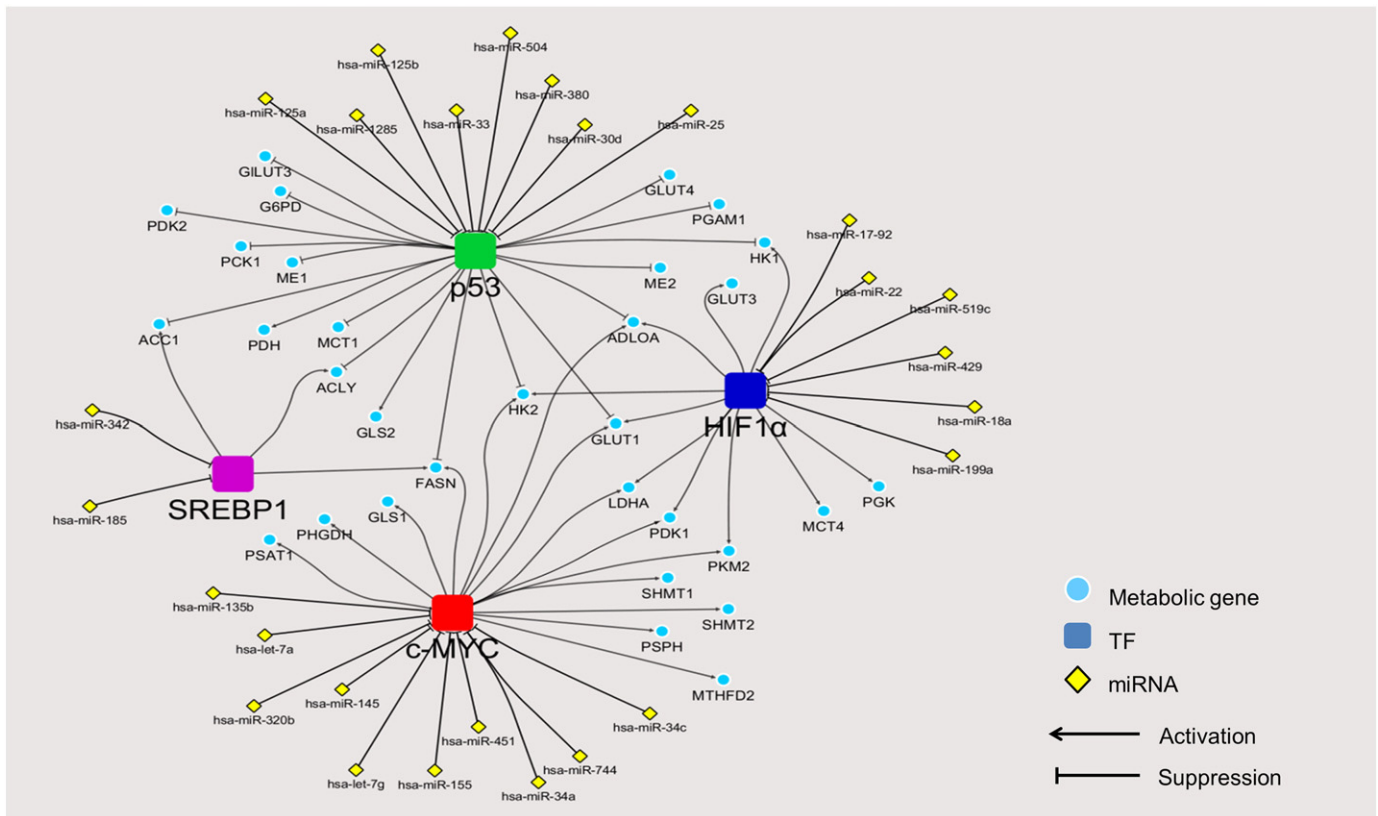 hsa-miR-504
hsa-miR-125b
hsa-miR-380
hsa-miR-125a
hsa-miR-1285
hsa-miR-33
hsa-miR-30d
hsa-miR-25
GILUT3
G6PD
PDK2
GLUT4
PGAM1
hsa-miR-17-92
PCK1
ME1
p53
ME2
HK1
GLUT3
hsa-miR-22
hsa-miR-519c
ACC1
PDH
MCT1
ADLOA
hsa-miR-429
ACLY
HK2
HIF1α
hsa-miR-18a
hsa-miR-342
GLS2
GLUT1
hsa-miR-199a
SREBP1
FASN
LDHA
PGK
hsa-miR-185
GLS1
PHGDH
PDK1
MCT4
PSAT1
PKM2
SHMT1
Metabolic gene
hsa-miR-135b
SHMT2
hsa-let-7a
c-MYC
PSPH
TF
MTHFD2
miRNA
hsa-miR-320b
hsa-miR-145
hsa-miR-451
hsa-miR-34c
Activation
hsa-let-7g
hsa-miR-155
hsa-miR-744
hsa-miR-34a
Suppression